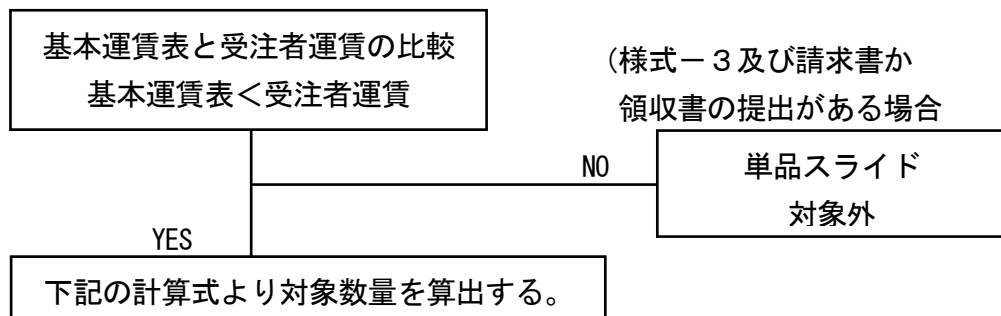 基本運賃表と受注者運賃の比較
基本運賃表＜受注者運賃
（様式－３及び請求書か
領収書の提出がある場合
NO
単品スライド
対象外
YES
下記の計算式より対象数量を算出する。